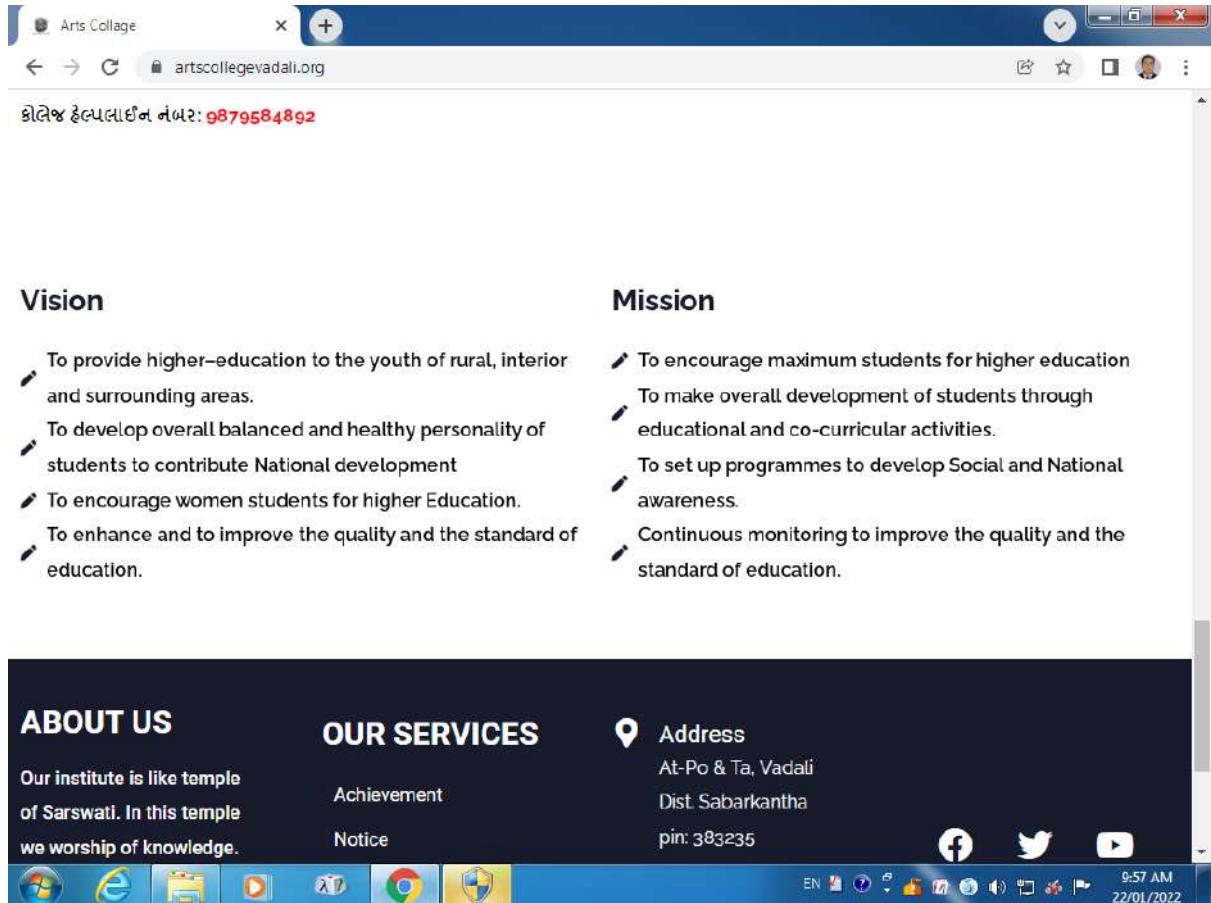 Arts Collage
artscollegevadali.org
કોલેજ હેલ્પલાઈન નંબર: 9879584892
Vision
To provide higher–education to the youth of rural, interior
and surrounding areas.
To develop overall balanced and healthy personality of
students to contribute National development
To encourage women students for higher Education.
To enhance and to improve the quality and the standard of
education.
Mission
To encourage maximum students for higher education
To make overall development of students through
educational and co-curricular activities.
To set up programmes to develop Social and National
awareness.
Continuous monitoring to improve the quality and the
standard of education.
ABOUT US
Our institute is like temple
of Sarswati. In this temple
we worship of knowledge.
OUR SERVICES
Achievement
Notice
Address
At-Po & Ta, Vadali
Dist. Sabarkantha
pin: 383235
EN
9:57 AM
22/01/2022